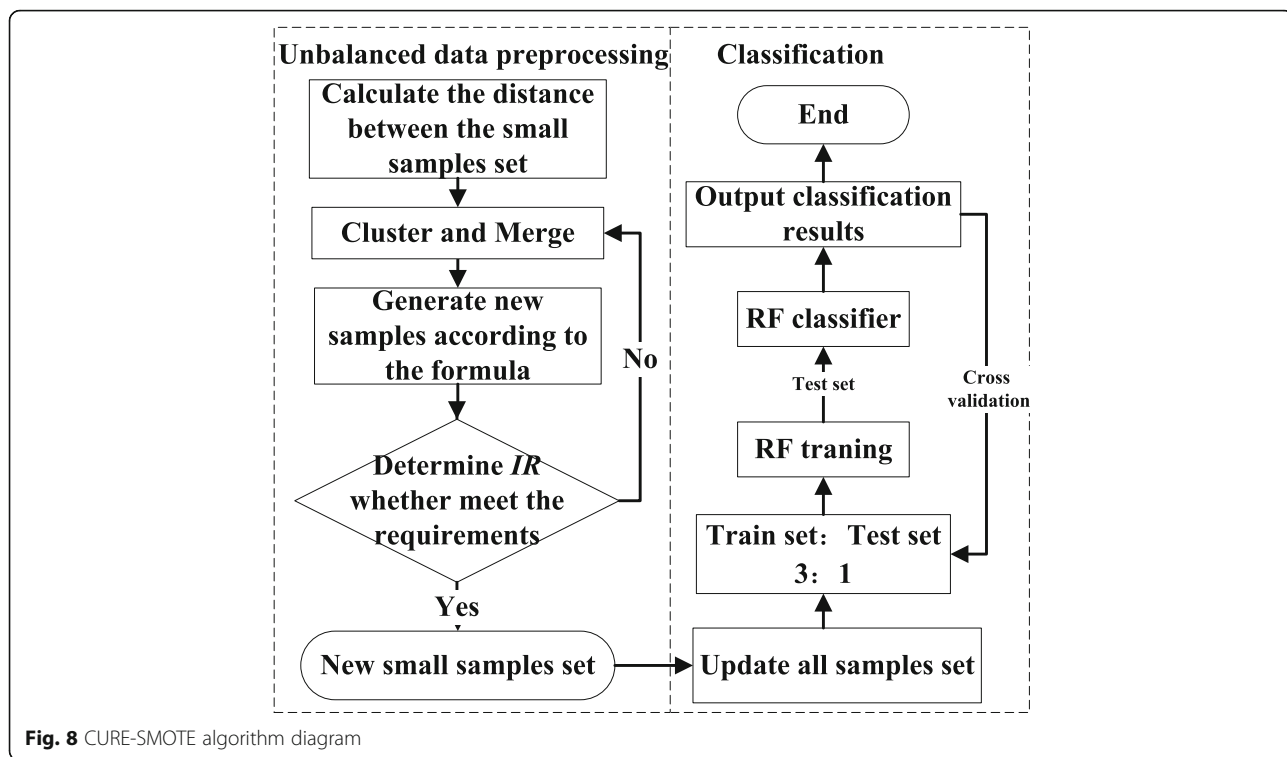 Unbalanced data preprocessing
Calculate the distance
between the small
samples set
Cluster and Merge
Generate new
samples according to
the formula
No
Determine IR
whether meet the
requirements
Yes
New small samples set
Classification
End
Output classification
results
RF classifier
Test set
Cross
validation
RF traning
Train set： Test set
3： 1
Update all samples set
Fig. 8 CURE-SMOTE algorithm diagram